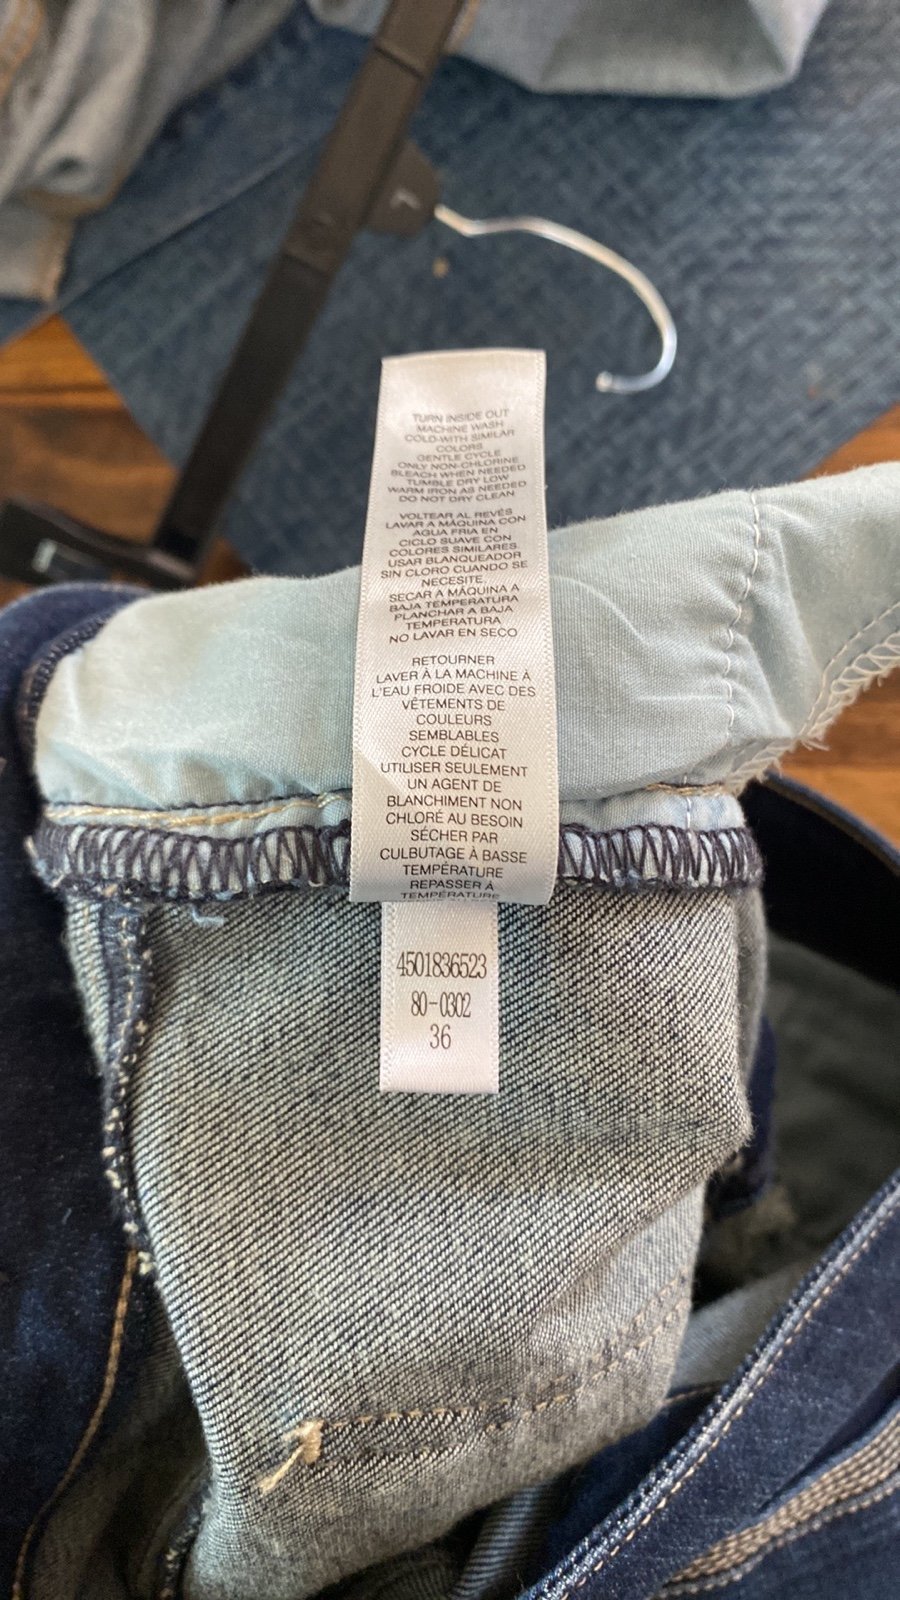 TURN INSIDE OUT
MACHINE WASH
COLD-WITH SIMILAR
COLORS
GENTLE CYCLE
ONLY NON-CHLORINE
BLEACH WHEN NEEDED
TUMBLE DRY LOW
WARM IRON AS NEEDED
DO NOT DRY CLEAN
VOLTEAR AL REVÉS
LAVAR A MÁQUINA CON
AGUA FRIA EN
CICLO SUAVE CON
COLORES SIMILARES
USAR BLANQUEADOR
SIN CLORO CUANDO SE
NECESITE.
SECAR A MÁQUINA A
BAJA TEMPERATURA
PLANCHAR A BAJA
TEMPERATURA
NO LAVAR EN SECO
RETOURNER
LAVER À LA MACHINE À
L'EAU FROIDE AVEC DES
VÊTEMENTS DE
COULEURS
SEMBLABLES
CYCLE DÉLICAT
UTILISER SEULEMENT
UN AGENT DE
BLANCHIMENT NON
CHLORÉ AU BESOIN
SÉCHER PAR
CULBUTAGE À BASSE
TEMPÉRATURE
REPASSER À
TEMPÉRATURE
4501836523
80-0302
36